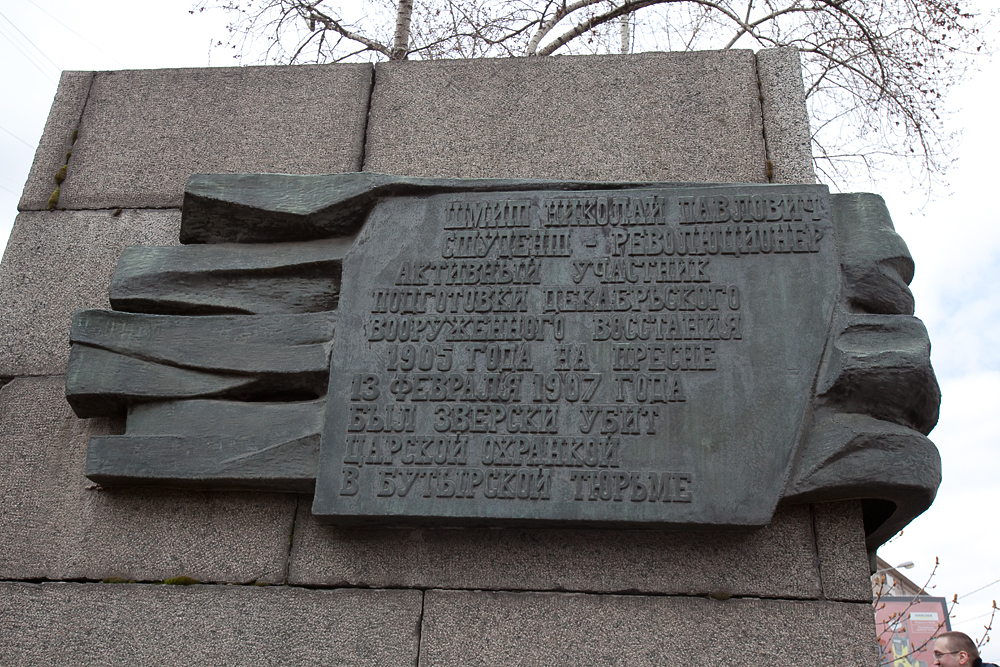 ШМИТ НИКОЛАЙ ПАВЛОВИЧ
СТУДЕНТ - РЕВОЛЮЦИОНЕР
АКТИВНЫЙ УЧАСТНИК
ПОДГОТОВКИ ДЕКАБРЬСКОГО
ВООРУЖЕННОГО ВОССТАНИЯ
1905 ГОДА НА ПРЕСНЕ
13 ФЕВРАЛЯ 1907 ГОДА
БЫЛ ЗВЕРСКИ УБИТ
ЦАРСКОЙ ОХРАНКОЙ
В БУТЫРСКОЙ ТЮРЬМЕ